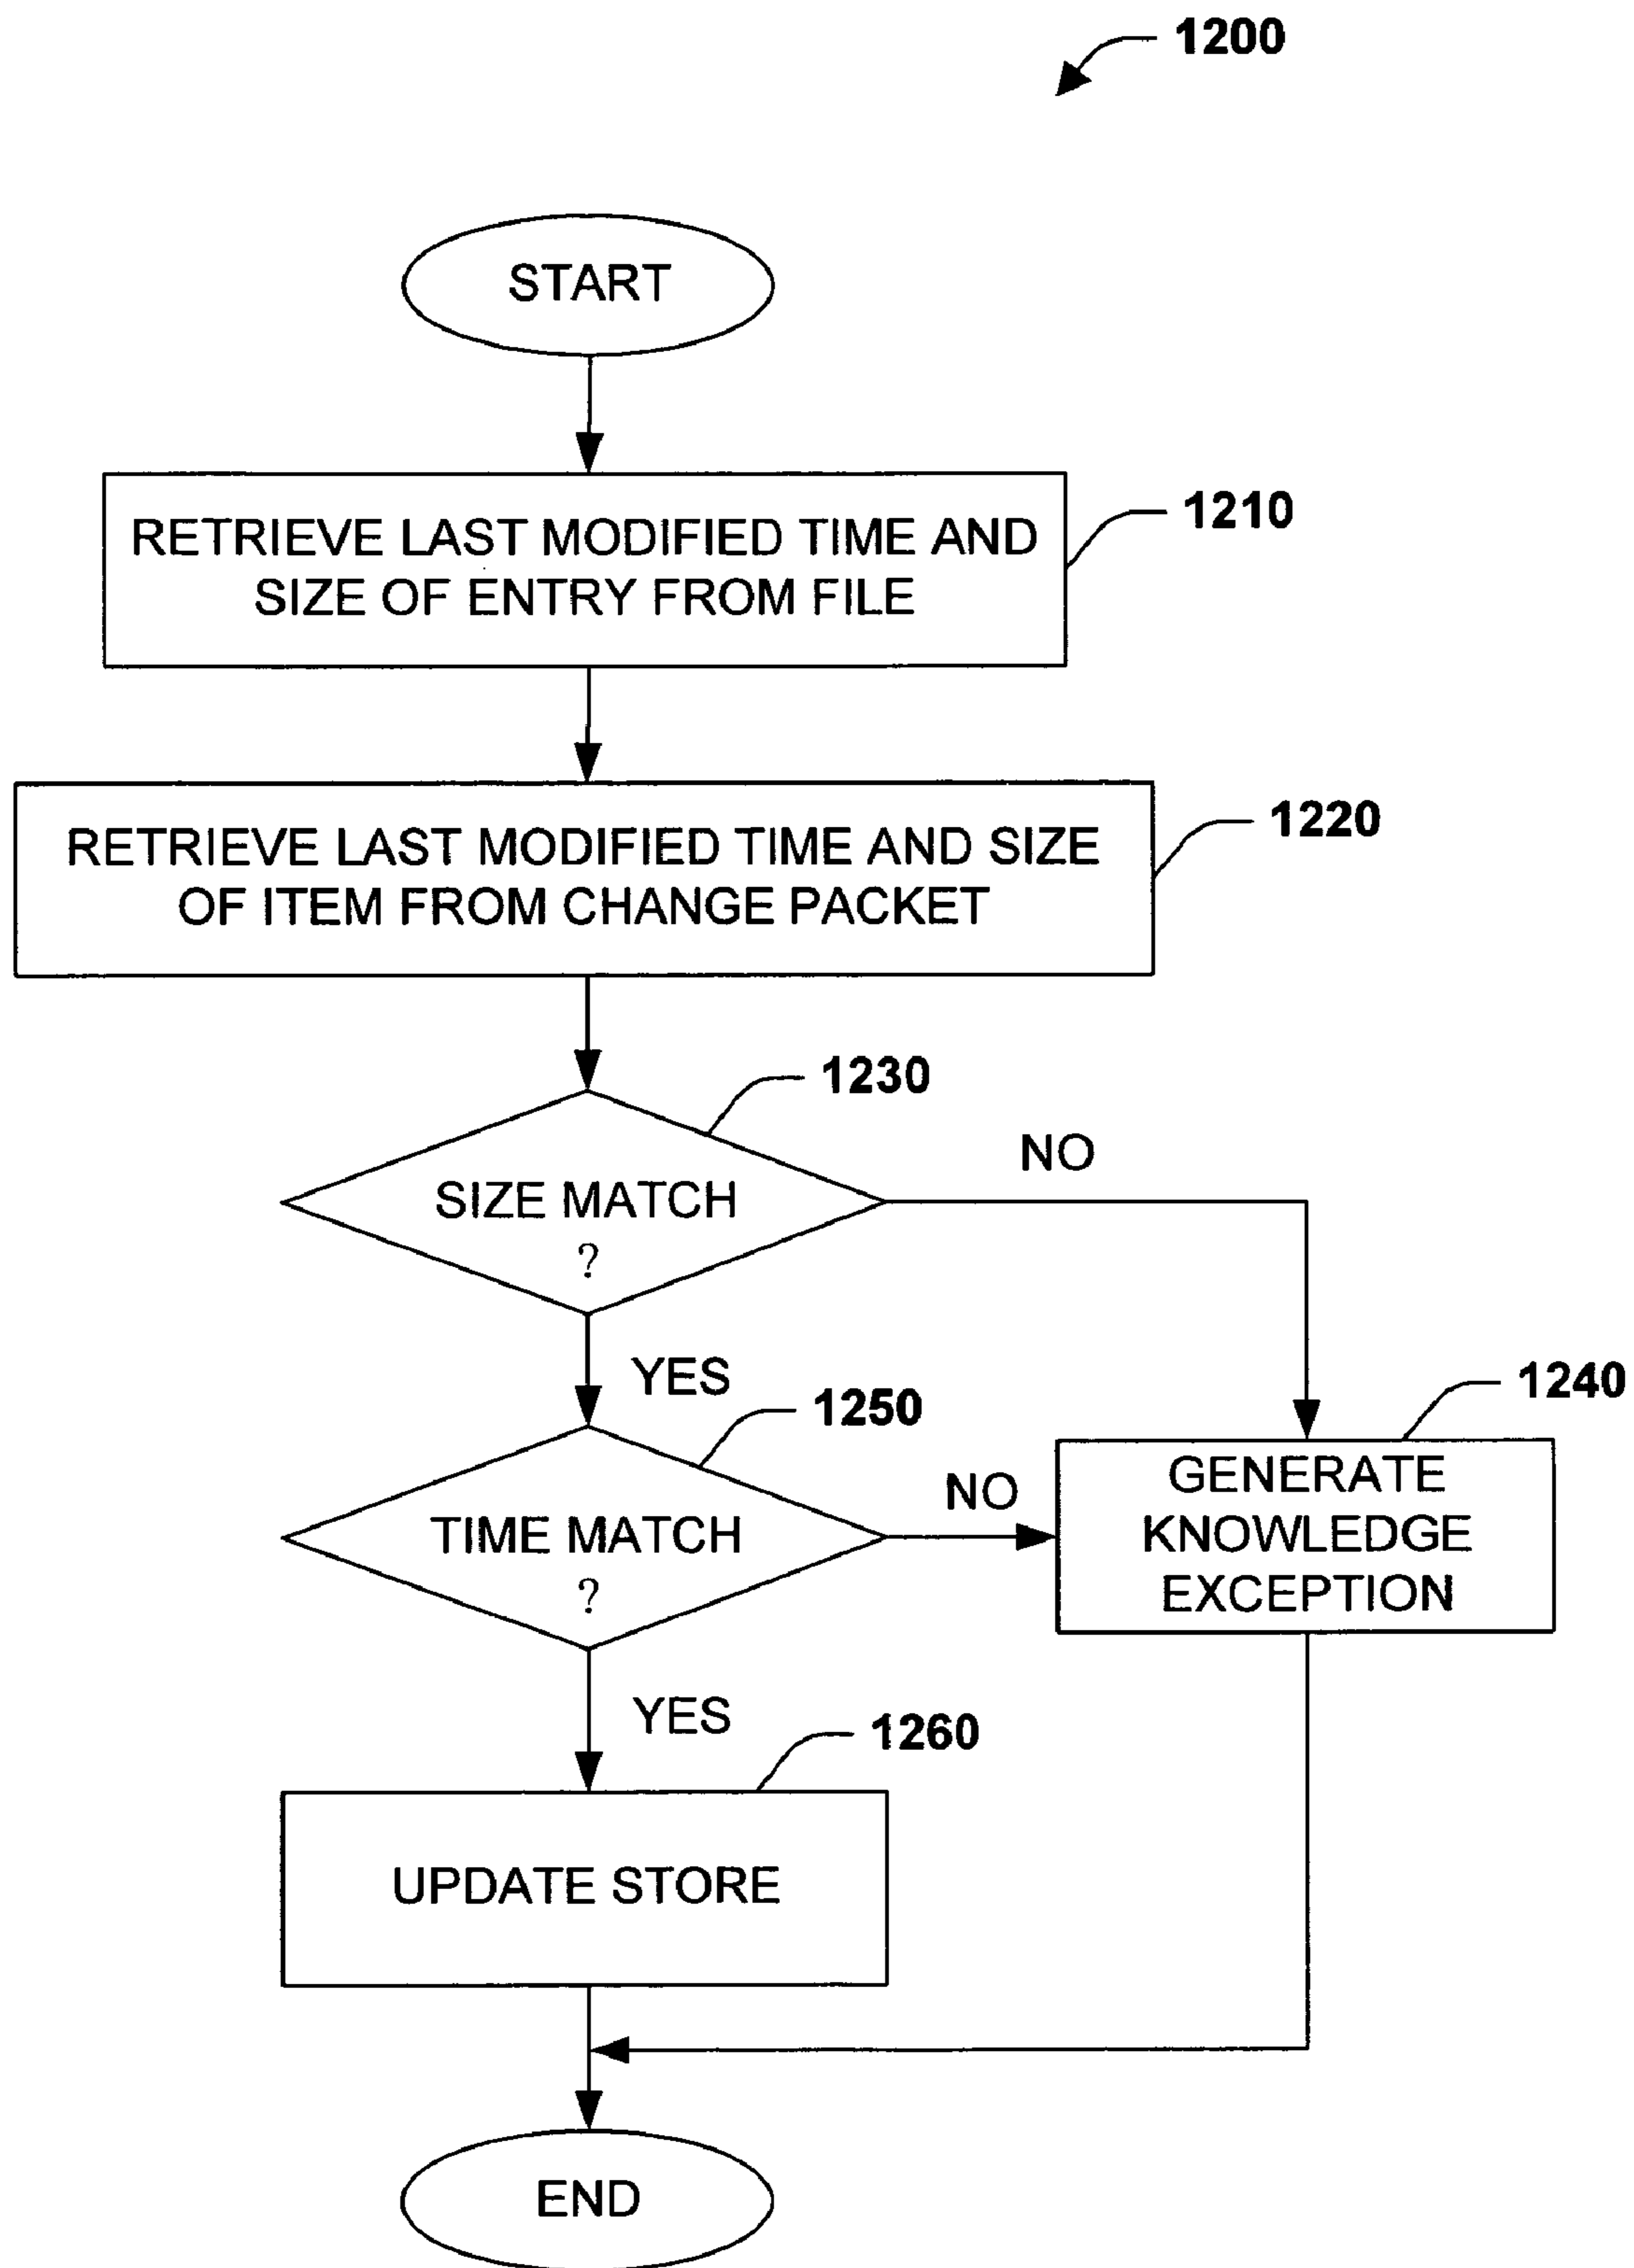 1200
START
RETRIEVE LAST MODIFIED TIME AND
SIZE OF ENTRY FROM FILE
1210
RETRIEVE LAST MODIFIED TIME AND SIZE
OF ITEM FROM CHANGE PACKET
1220
1230
SIZE MATCH
?
NO
YES
1250
TIME MATCH
?
NO
1240
GENERATE
KNOWLEDGE
EXCEPTION
YES
1260
UPDATE STORE
END